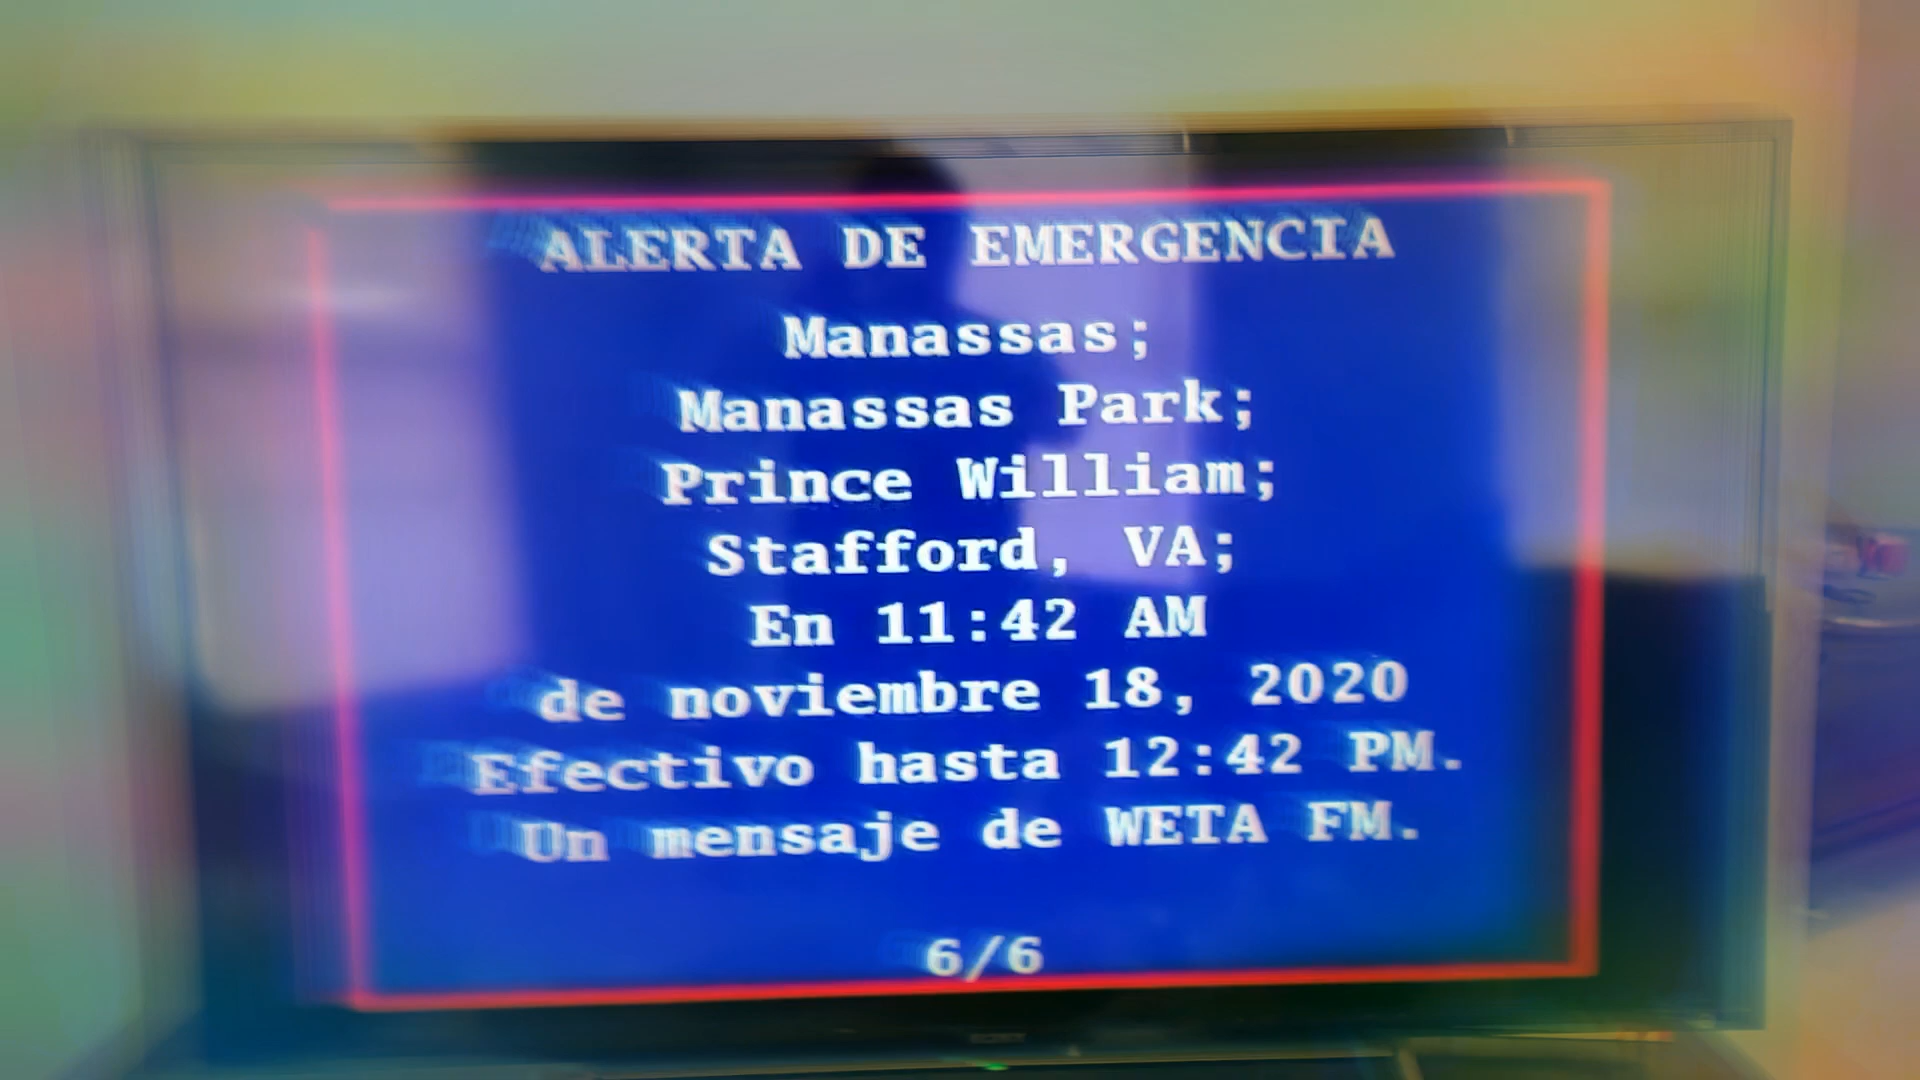 ALERTA DE EMERGENCIA
Manassas;
Manassas Park;
Prince William;
Stafford, VA;
En 11:42 AM
de noviembre 18, 2020
Efectivo hasta 12:42 PM.
Un mensaje de WETA FM.
6/6